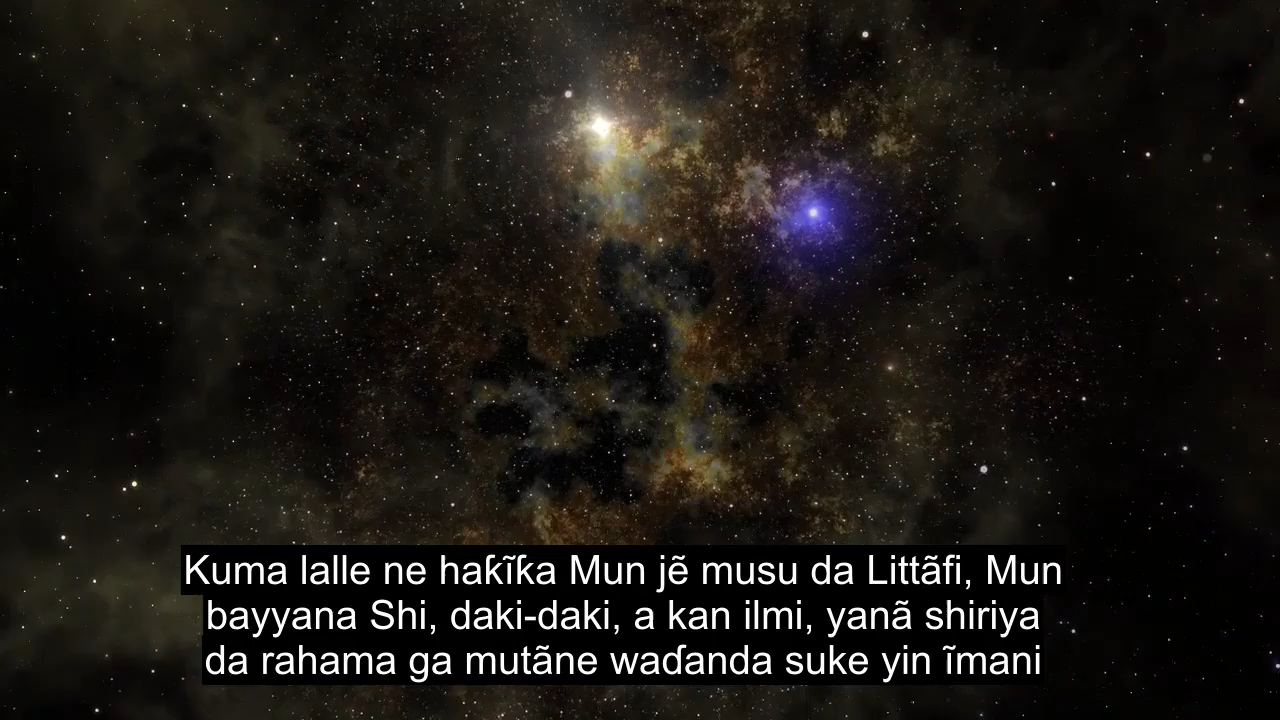 Kuma lalle ne haƙĩƙa Mun jẽ musu da Littãfi, Mun
bayyana Shi, daki-daki, a kan ilmi, yanã shiriya
da rahama ga mutãne waɗanda suke yin ĩmani